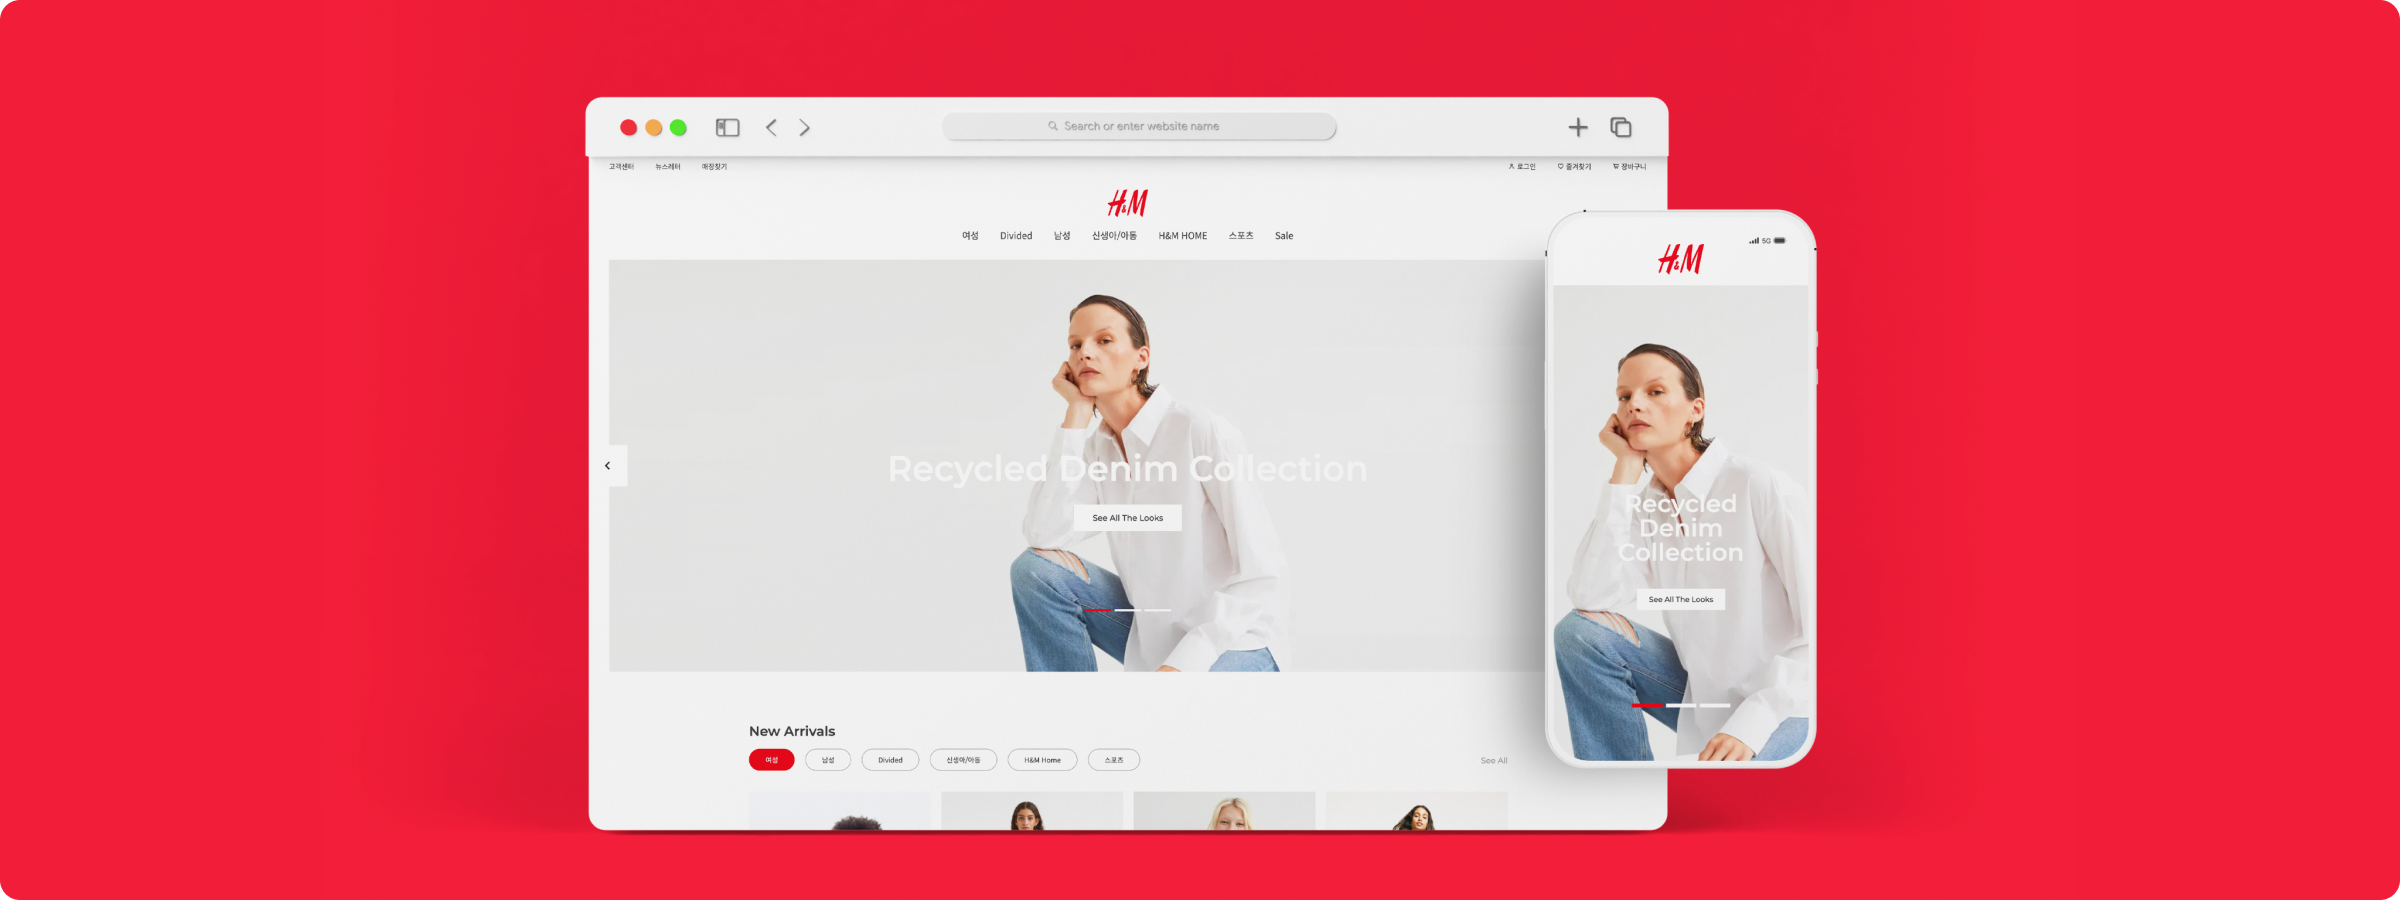 Search or enter website name
고객센터 뉴스레터 매장찾기
로그인 즐겨찾기 장바구니
H&M
여성 Divided 남성 신생아/아동 H&M HOME 스포츠 Sale
Recycled Denim Collection
See All The Looks
New Arrivals
여성 남성 Divided 신생아/아동 H&M Home 스포츠
See All
5G
H&M
Recycled
Denim
Collection
See All The Looks